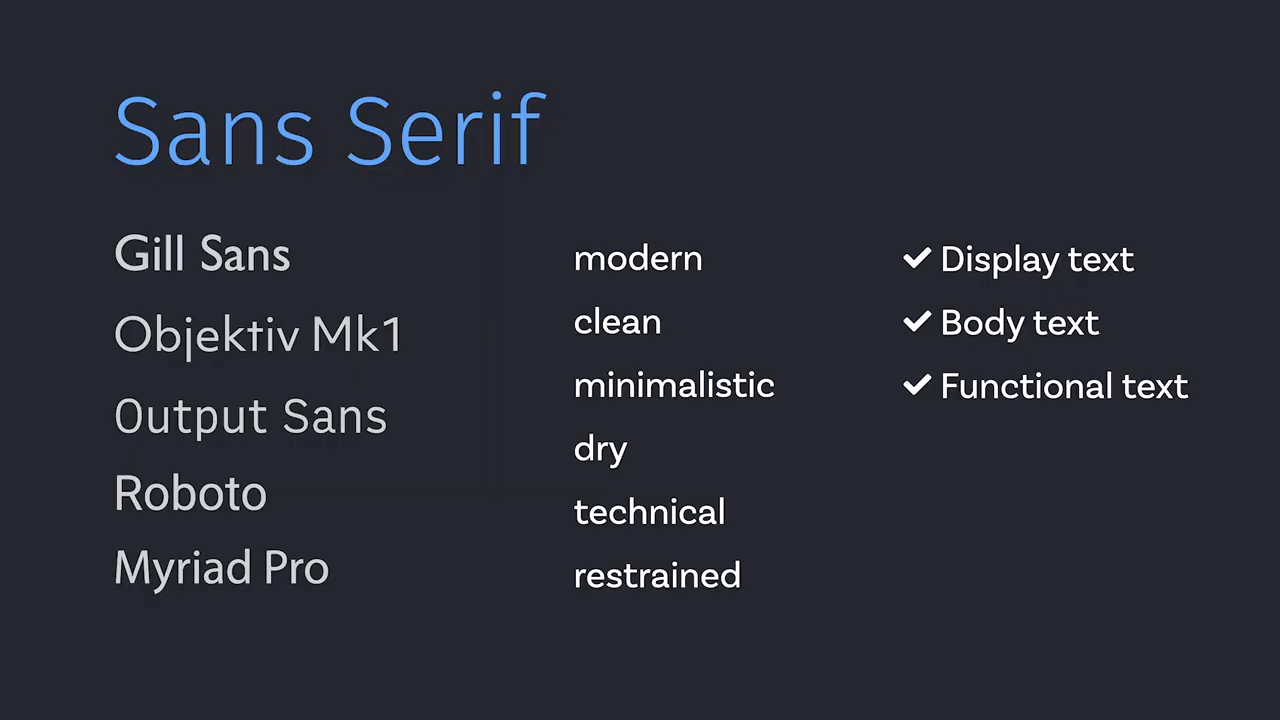 Sans Serif
Gill Sans
Objektiv Mk1
Output Sans
Roboto
Myriad Pro
modern
clean
minimalistic
dry
technical
restrained
✔ Display text
✔ Body text
✔ Functional text